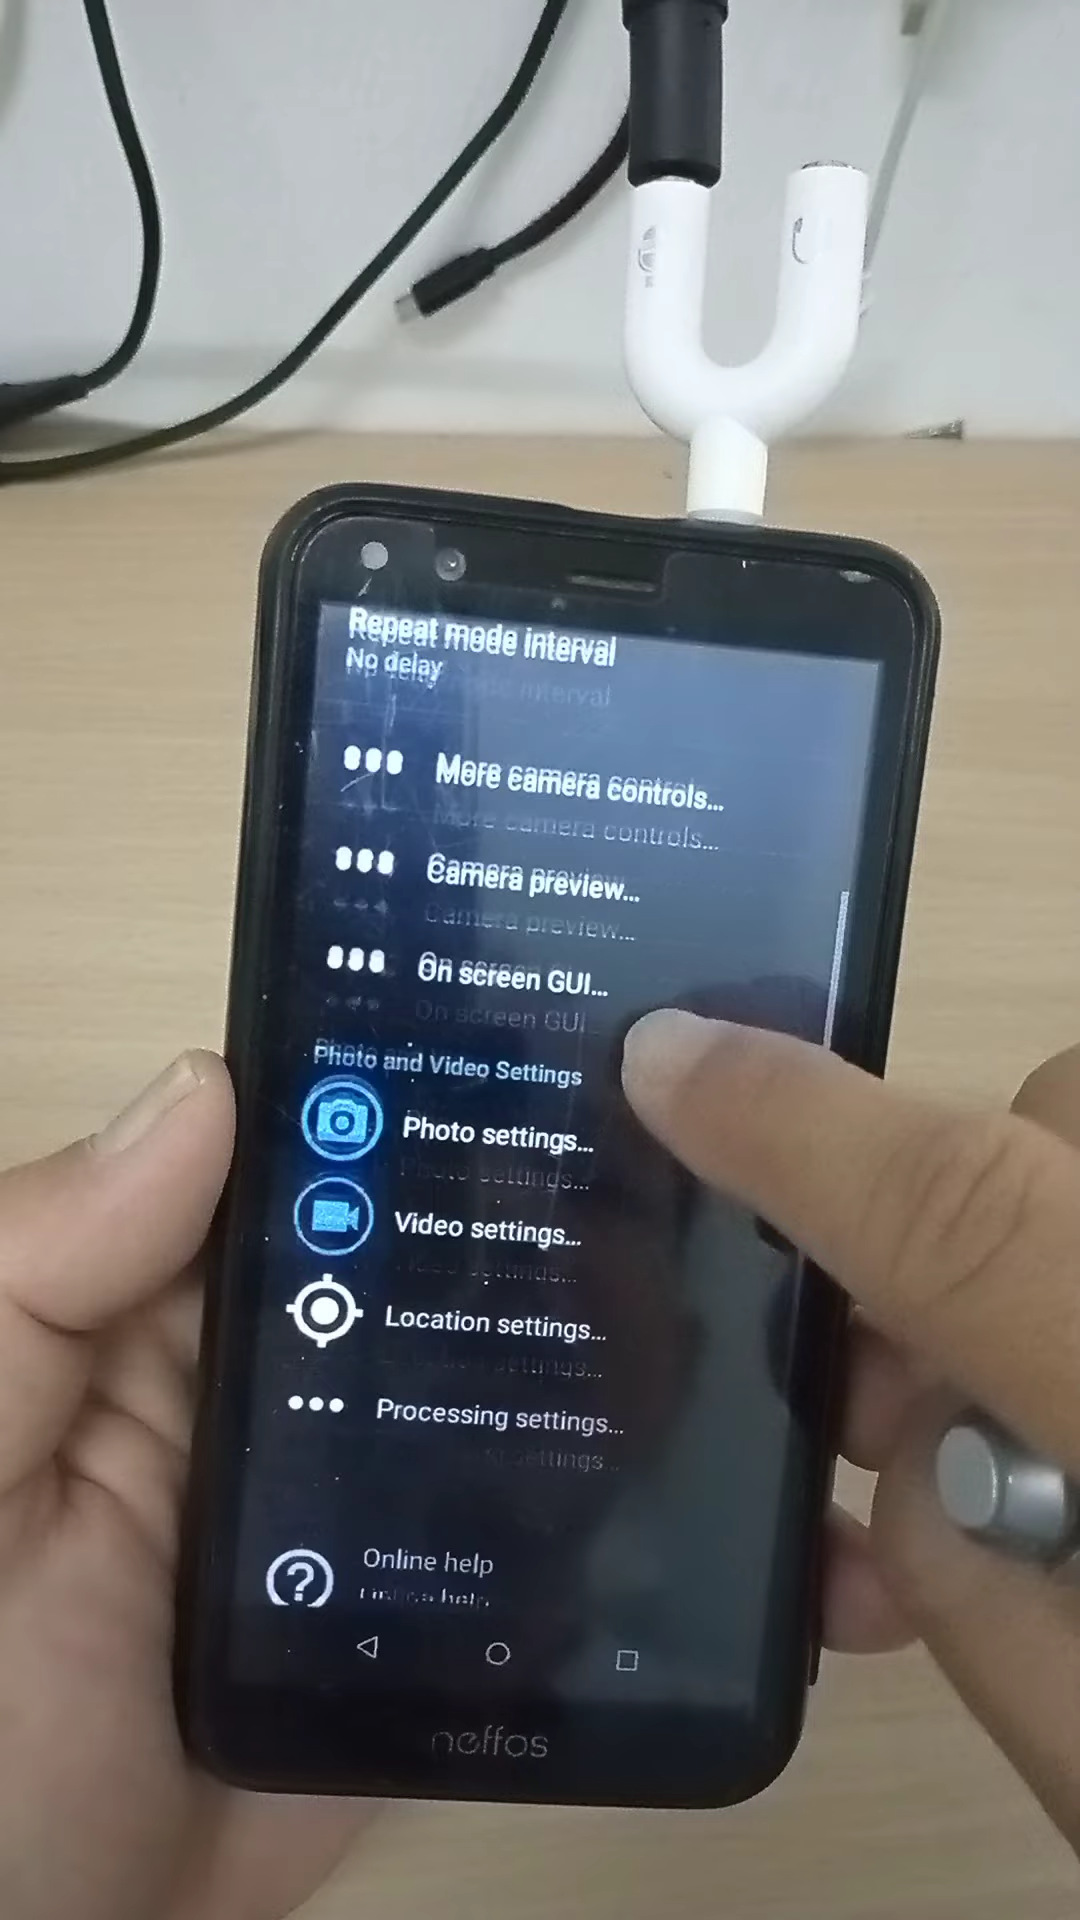 Repeat mode interval
No delay
More camera controls...
Camera preview...
On screen GUI...
Photo and Video Settings
Photo settings...
Video settings...
Location settings...
Processing settings...
Online help
neffos